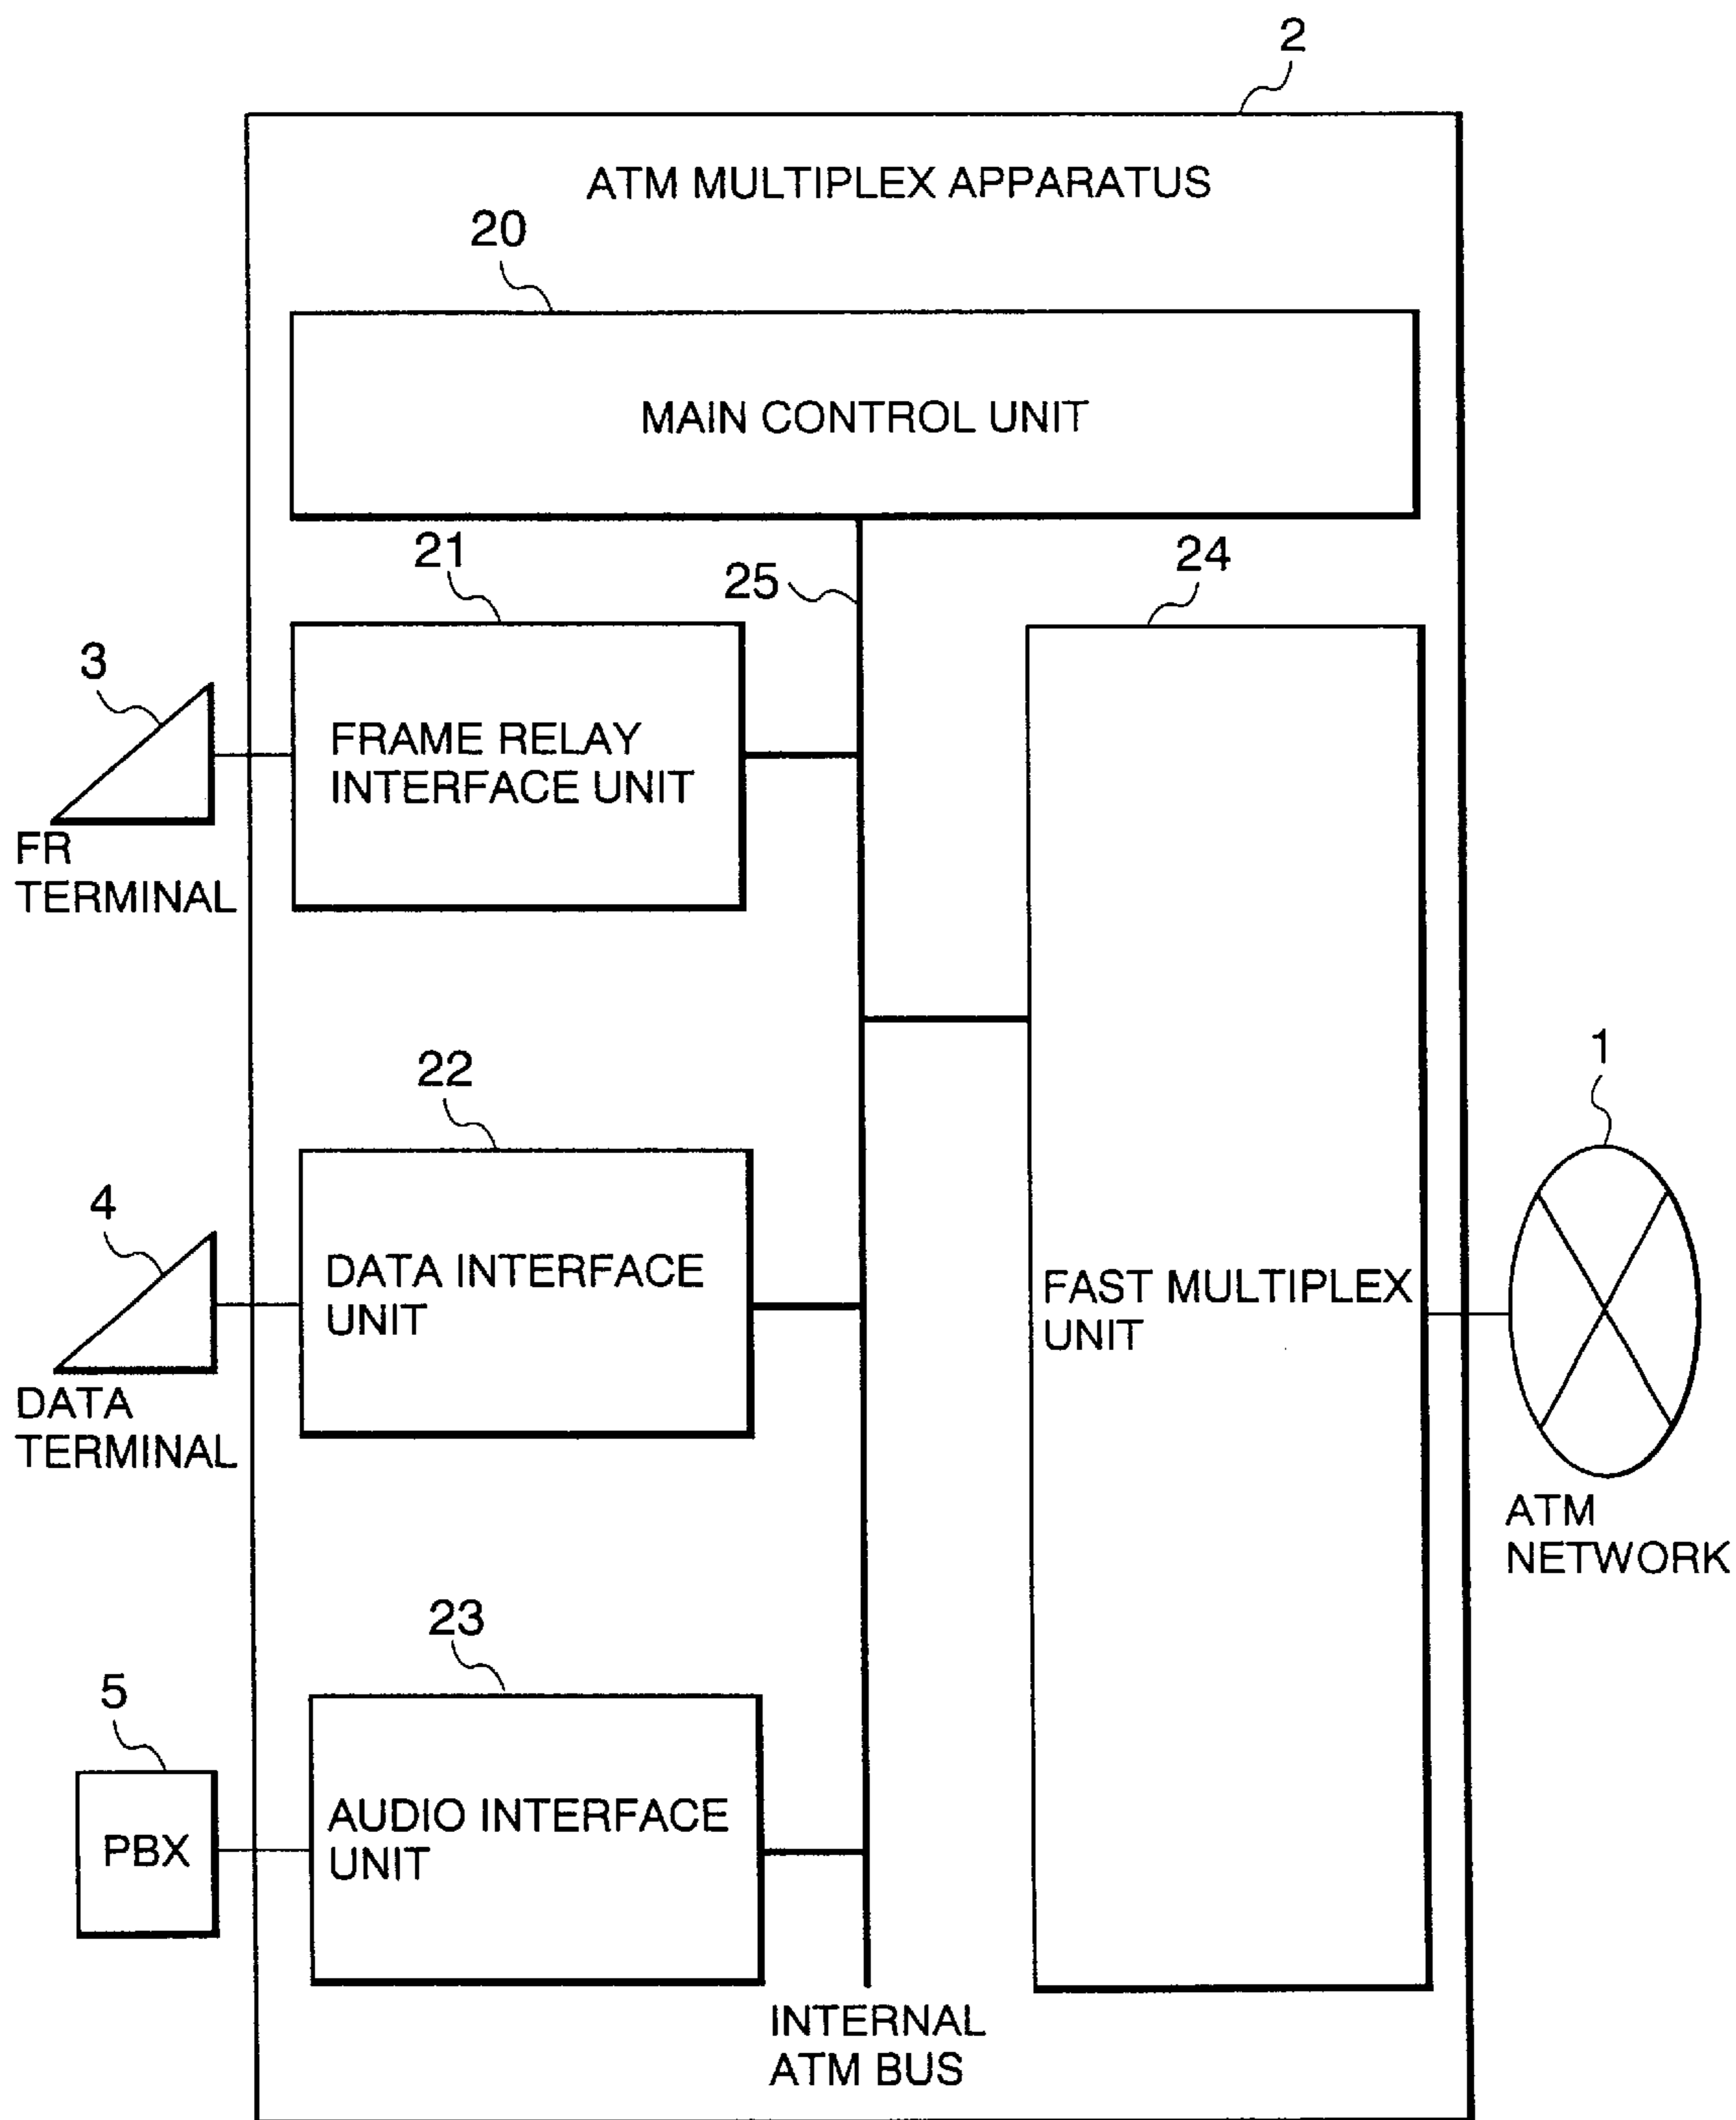 2
ATM MULTIPLEX APPARATUS
20
MAIN CONTROL UNIT
21
25
24
3
FRAME RELAY
INTERFACE UNIT
FR
TERMINAL
22
1
4
DATA INTERFACE
UNIT
FAST MULTIPLEX
UNIT
DATA
TERMINAL
ATM
NETWORK
23
5
PBX
AUDIO INTERFACE
UNIT
INTERNAL
ATM BUS